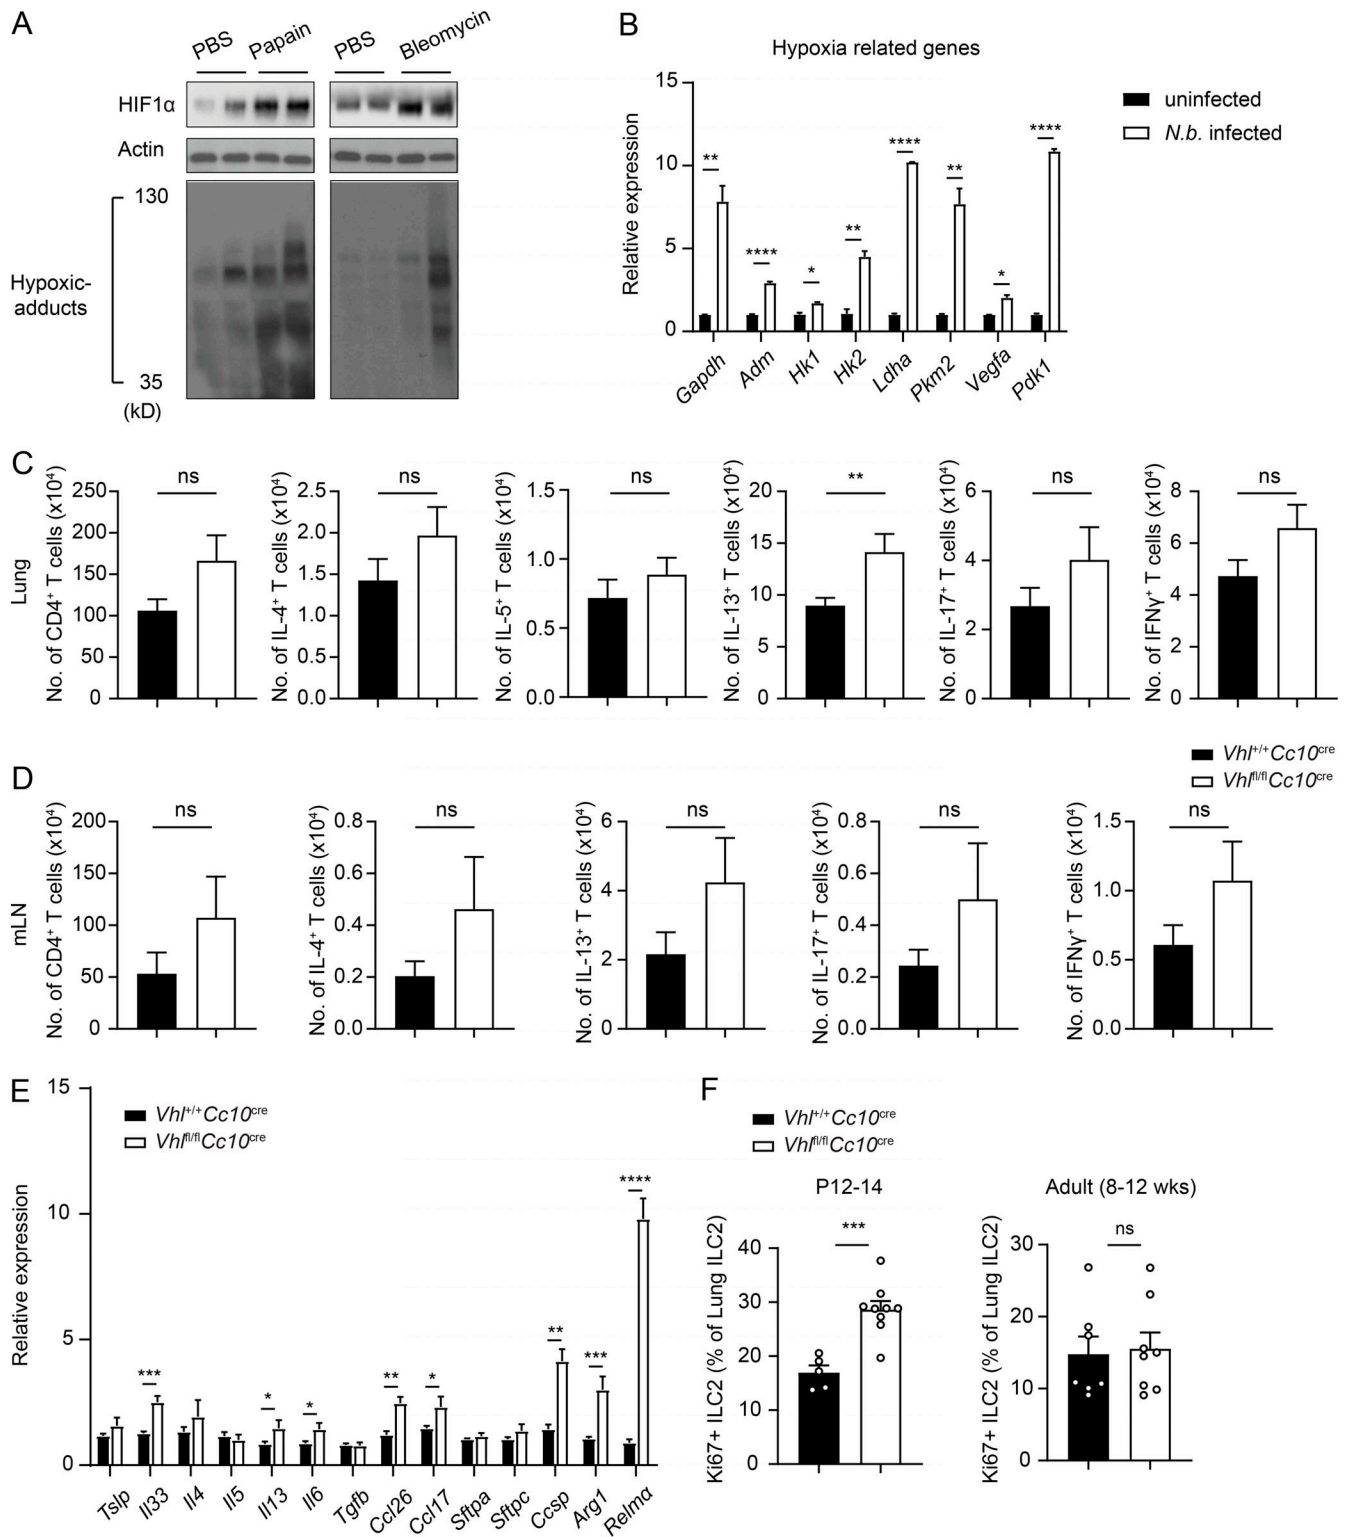 A
PBS Papain PBS Bleomycin
HIF1α
Actin
130
Hypoxic-
adducts
35
(kD)
B
Hypoxia related genes
Relative expression
15
10
5
0
** **** * ** **** ** * ****
Gapdh Adm Hk1 Hk2 Ldha Pkm2 Vegfa Pdk1
uninfected
N.b. infected
C
Lung
No. of CD4⁺ T cells (x10⁴)
250
200
150
100
50
0
ns
No. of IL-4⁺ T cells (x10⁴)
2.5
2.0
1.5
1.0
0.5
0.0
ns
No. of IL-5⁺ T cells (x10⁴)
1.5
1.0
0.5
0.0
ns
No. of IL-13⁺ T cells (x10⁴)
20
15
10
5
0
**
No. of IL-17⁺ T cells (x10⁴)
6
4
2
0
ns
No. of IFNγ⁺ T cells (x10⁴)
8
6
4
2
0
ns
Vhl⁺/⁺Cc10ᶜʳᵉ
Vhlᶠˡ/ᶠˡCc10ᶜʳᵉ
D
mLN
No. of CD4⁺ T cells (x10⁴)
200
150
100
50
0
ns
No. of IL-4⁺ T cells (x10⁴)
0.8
0.6
0.4
0.2
0.0
ns
No. of IL-13⁺ T cells (x10⁴)
6
4
2
0
ns
No. of IL-17⁺ T cells (x10⁴)
0.8
0.6
0.4
0.2
0.0
ns
No. of IFNγ⁺ T cells (x10⁴)
1.5
1.0
0.5
0.0
ns
E
Relative expression
15
10
5
0
Vhl⁺/⁺Cc10ᶜʳᵉ
Vhlᶠˡ/ᶠˡCc10ᶜʳᵉ
*** * * ** * ** *** ****
Tslp Il33 Il4 Il5 Il13 Il6 Tgfb Ccl26 Ccl17 Sftpa Sftpc Ccsp Arg1 Relmα
F
Vhl⁺/⁺Cc10ᶜʳᵉ
Vhlᶠˡ/ᶠˡCc10ᶜʳᵉ
P12-14
Ki67+ ILC2 (% of Lung ILC2)
40
30
20
10
0
***
Adult (8-12 wks)
Ki67+ ILC2 (% of Lung ILC2)
30
20
10
0
ns